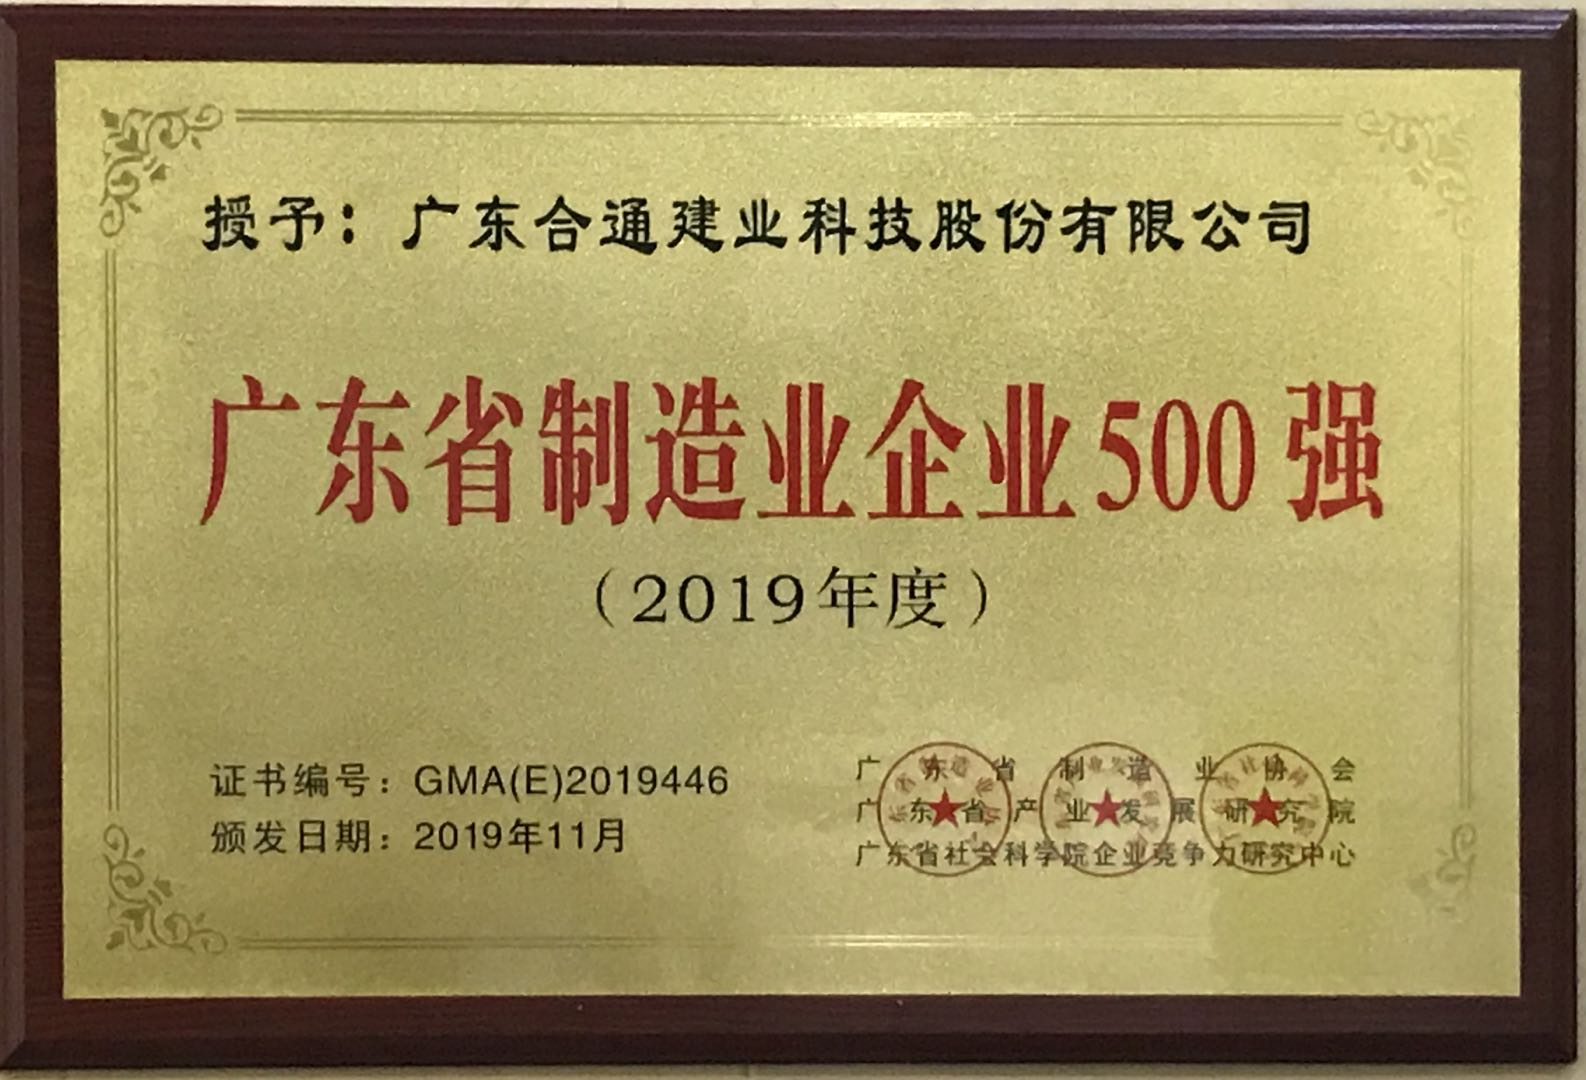 授予：广东合通建业科技股份有限公司
广东省制造业企业500强
（2019年度）
证书编号：GMA(E)2019446
颁发日期：2019年11月
广东省制造业协会
广东省产业发展研究院
广东省社会科学院企业竞争力研究中心